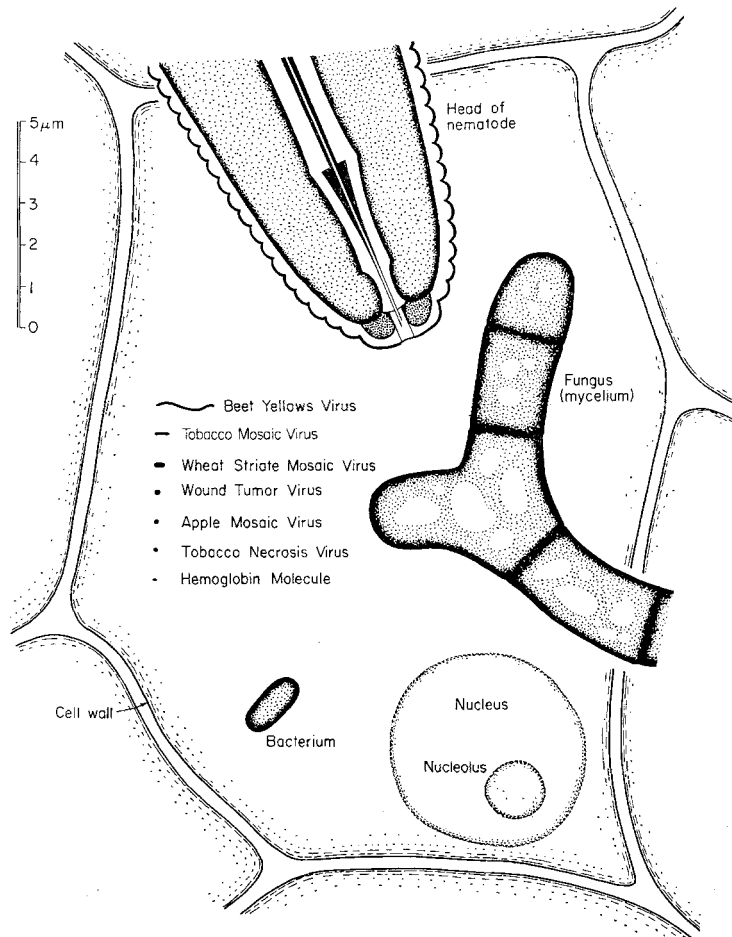 5μm
4
3
2
1
0
Head of
nematode
Fungus
(mycelium)
Beet Yellows Virus
Tobacco Mosaic Virus
Wheat Striate Mosaic Virus
Wound Tumor Virus
Apple Mosaic Virus
Tobacco Necrosis Virus
Hemoglobin Molecule
Cell wall
Bacterium
Nucleus
Nucleolus